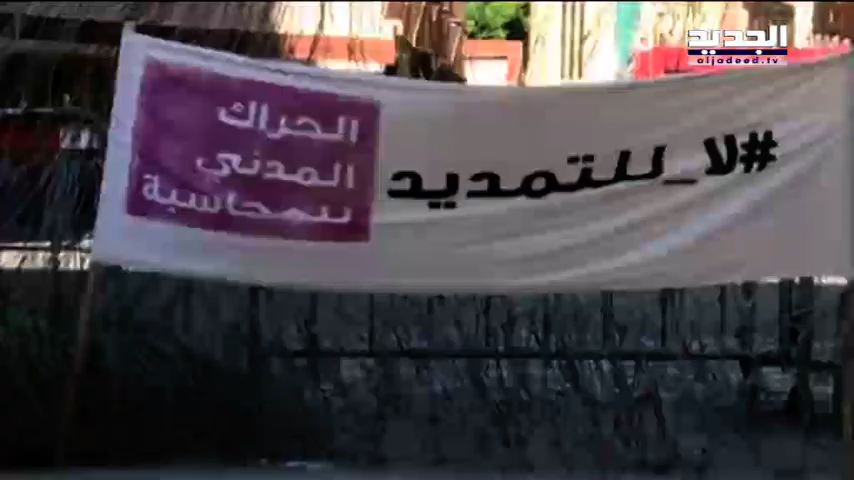 الجديد
aljadeed.tv
#لا_للتمديد
الحراك
المدني
للمحاسبة